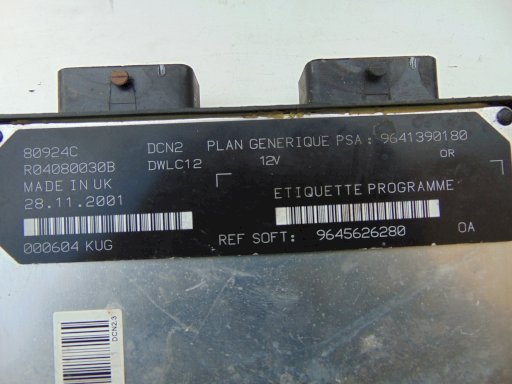 80924C DCN2 PLAN GENERIQUE PSA: 9641390180
R04080030B DWLC12 12V OR
MADE IN UK ETIQUETTE PROGRAMME
28.11.2001
000604 KUG REF SOFT: 9645626280 0A
DCN2.3